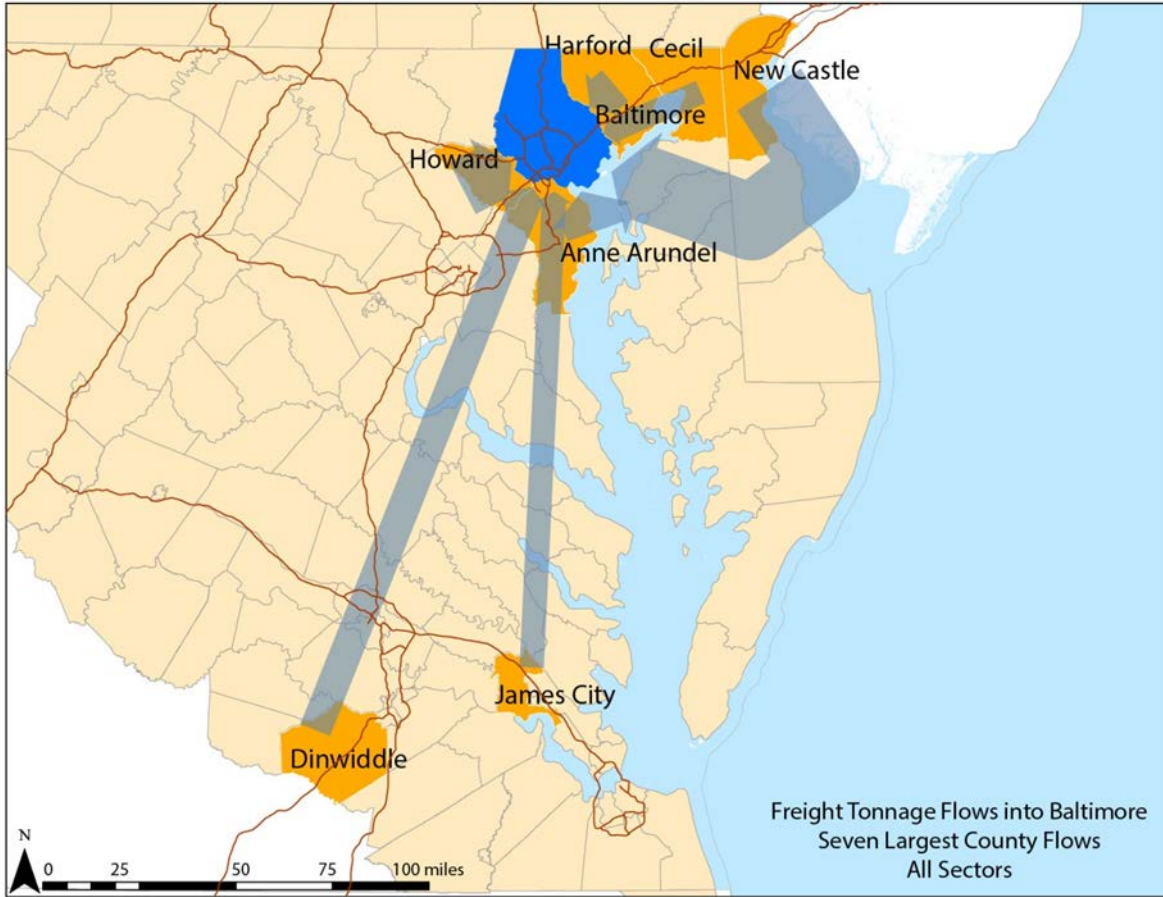 Harford Cecil
New Castle
Baltimore
Howard
Anne Arundel
James City
Dinwiddle
N
0 25 50 75 100 miles
Freight Tonnage Flows into Baltimore
Seven Largest County Flows
All Sectors